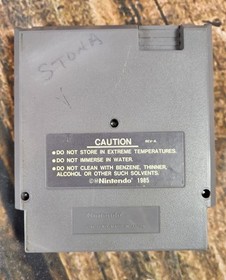 STONA
CAUTION
REV-A
●DO NOT STORE IN EXTREME TEMPERATURES.
●DO NOT IMMERSE IN WATER.
●DO NOT CLEAN WITH BENZENE, THINNER,
ALCOHOL OR OTHER SUCH SOLVENTS.
©®Nintendo® 1985